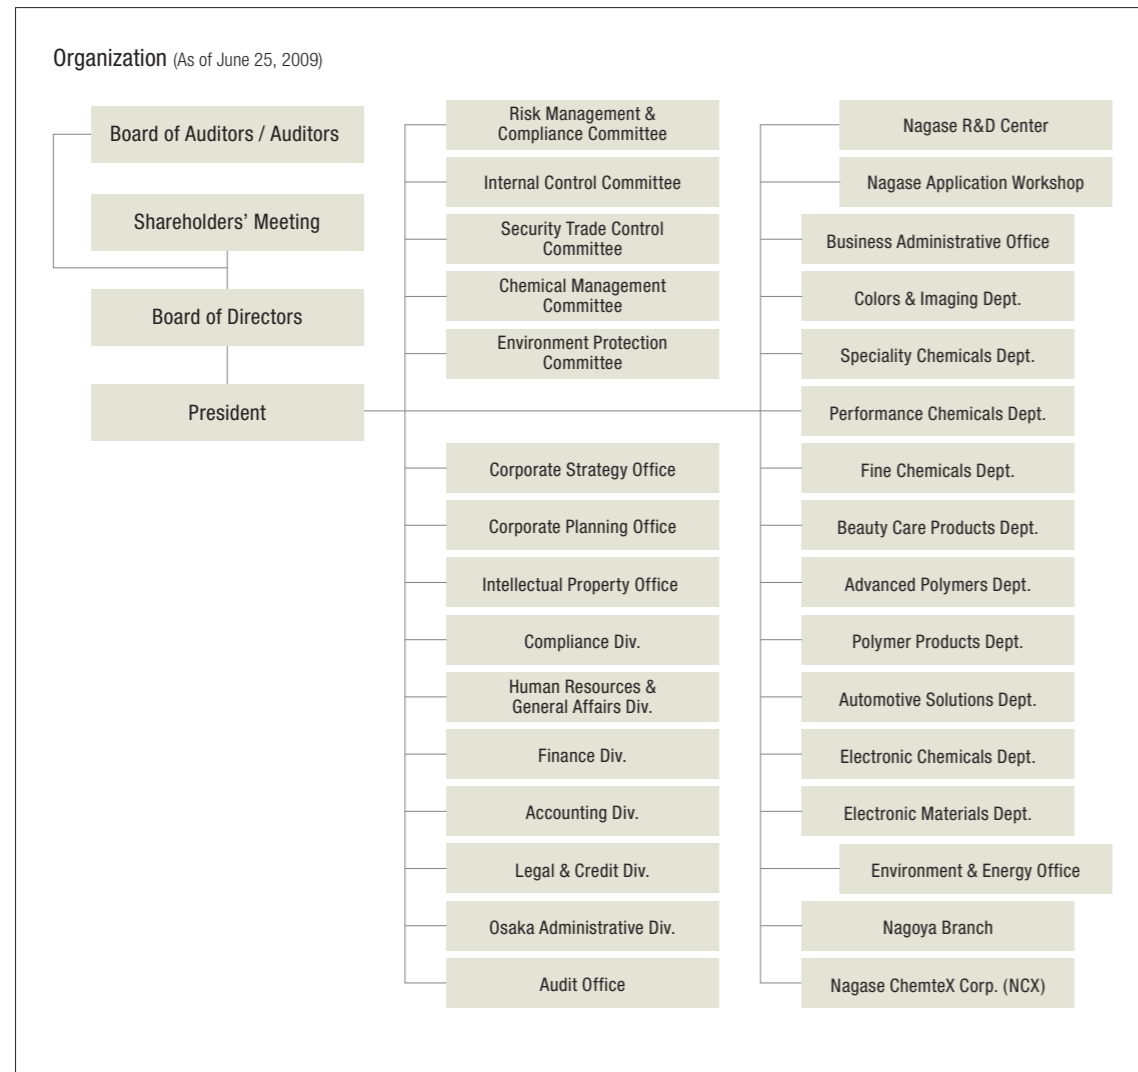 Organization (As of June 25, 2009)
Board of Auditors / Auditors
Shareholders’ Meeting
Board of Directors
President
Risk Management &
Compliance Committee
Internal Control Committee
Security Trade Control
Committee
Chemical Management
Committee
Environment Protection
Committee
Corporate Strategy Office
Corporate Planning Office
Intellectual Property Office
Compliance Div.
Human Resources &
General Affairs Div.
Finance Div.
Accounting Div.
Legal & Credit Div.
Osaka Administrative Div.
Audit Office
Nagase R&D Center
Nagase Application Workshop
Business Administrative Office
Colors & Imaging Dept.
Speciality Chemicals Dept.
Performance Chemicals Dept.
Fine Chemicals Dept.
Beauty Care Products Dept.
Advanced Polymers Dept.
Polymer Products Dept.
Automotive Solutions Dept.
Electronic Chemicals Dept.
Electronic Materials Dept.
Environment & Energy Office
Nagoya Branch
Nagase ChemteX Corp. (NCX)